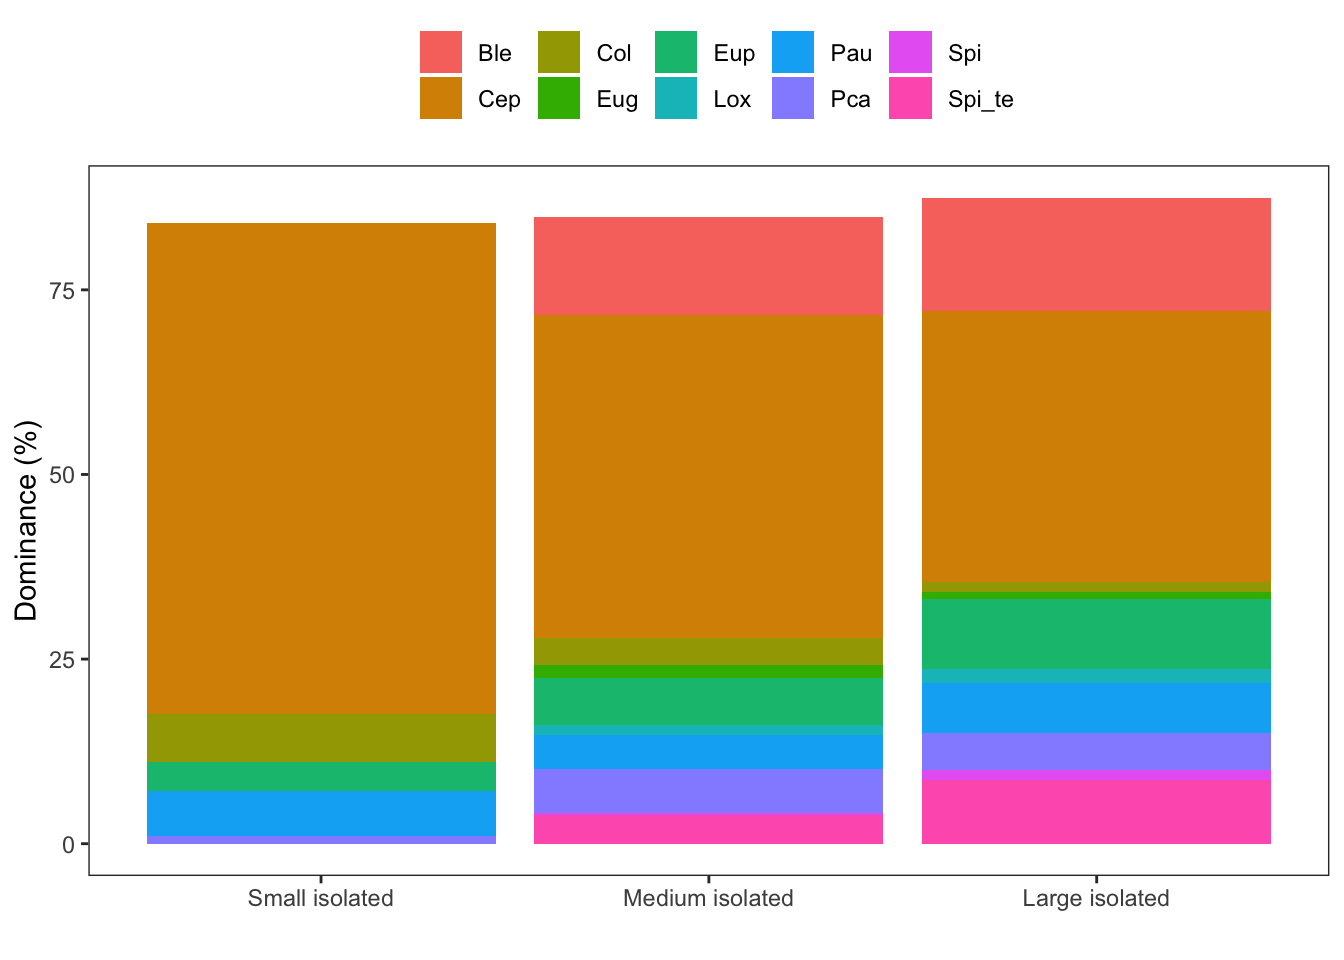 Ble Col Eup Pau Spi
Cep Eug Lox Pca Spi_te
Dominance (%)
75
50
25
0
Small isolated Medium isolated Large isolated